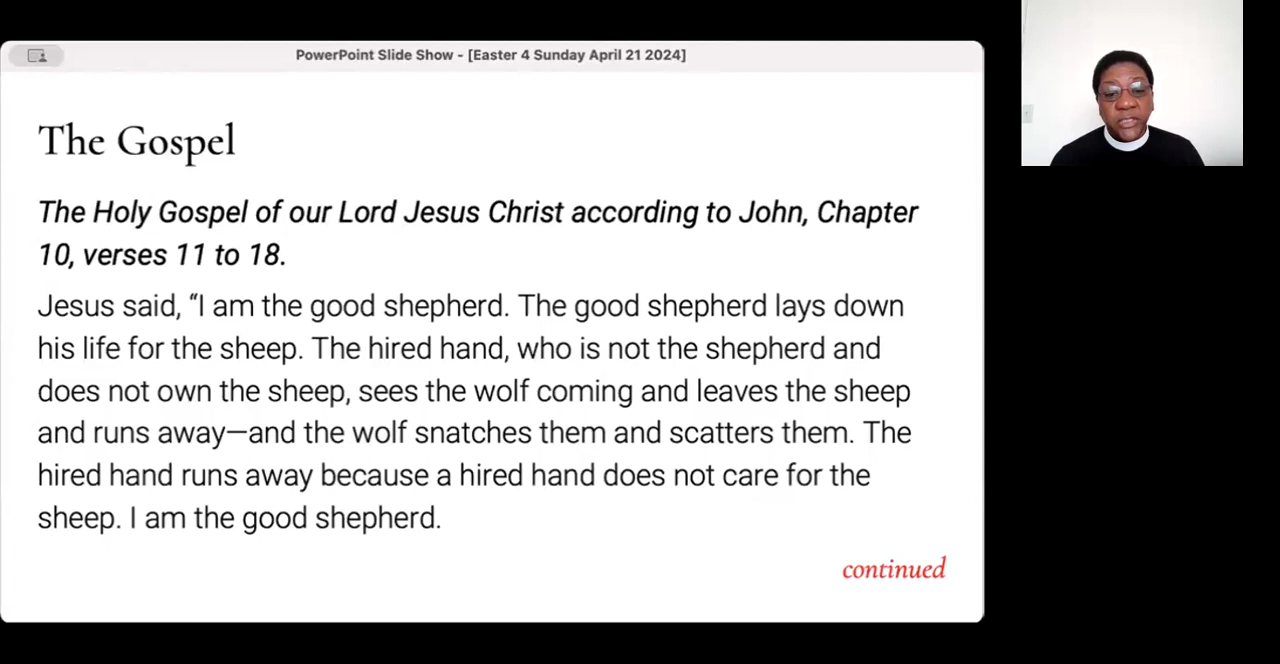 PowerPoint Slide Show - [Easter 4 Sunday April 21 2024]
The Gospel
The Holy Gospel of our Lord Jesus Christ according to John, Chapter
10, verses 11 to 18.
Jesus said, “I am the good shepherd. The good shepherd lays down
his life for the sheep. The hired hand, who is not the shepherd and
does not own the sheep, sees the wolf coming and leaves the sheep
and runs away—and the wolf snatches them and scatters them. The
hired hand runs away because a hired hand does not care for the
sheep. I am the good shepherd.
continued